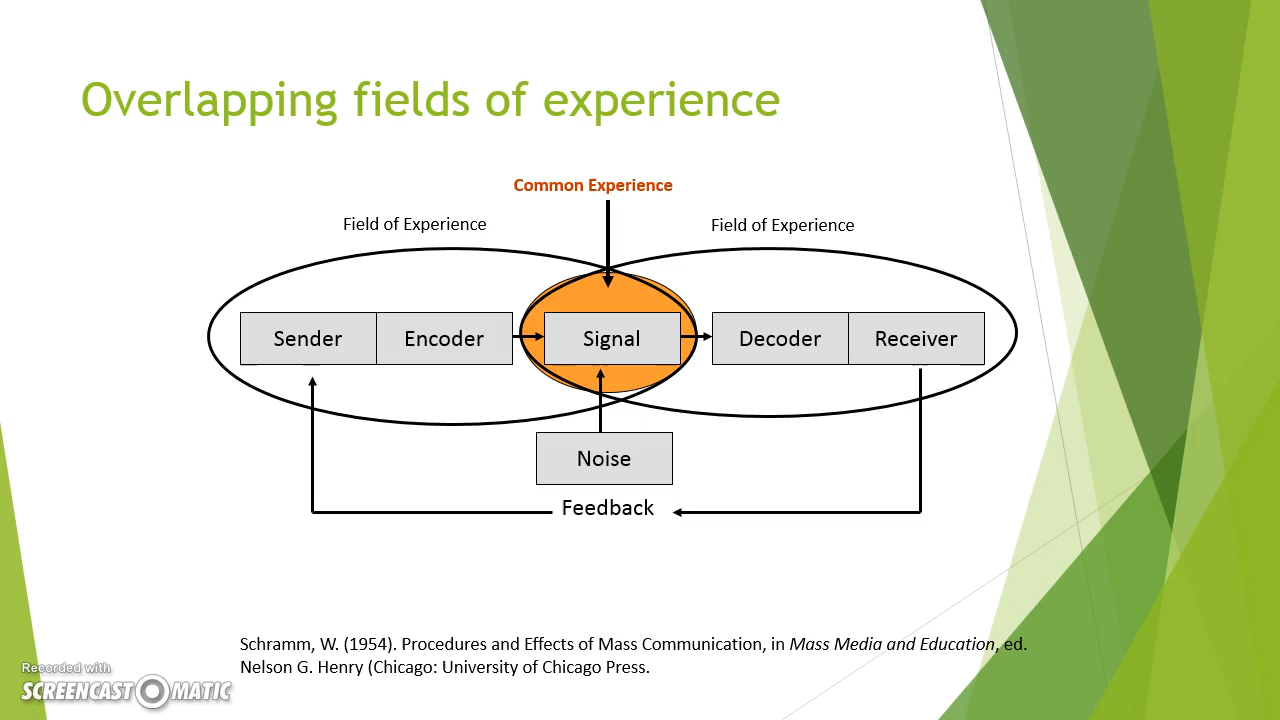 Overlapping fields of experience
Common Experience
Field of Experience
Field of Experience
Sender
Encoder
Signal
Decoder
Receiver
Noise
Feedback
Schramm, W. (1954). Procedures and Effects of Mass Communication, in Mass Media and Education, ed.
Nelson G. Henry (Chicago: University of Chicago Press.
Recorded with
SCREENCAST MATIC